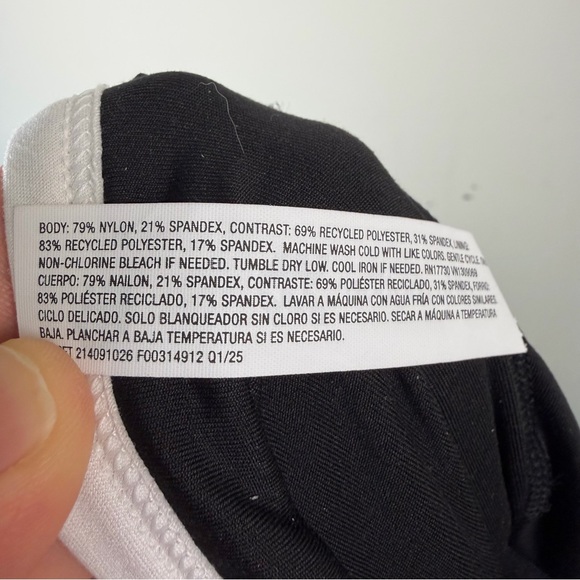 BODY: 79% NYLON, 21% SPANDEX, CONTRAST: 69% RECYCLED POLYESTER, 31% SPANDEX, LINING:
83% RECYCLED POLYESTER, 17% SPANDEX. MACHINE WASH COLD WITH LIKE COLORS. GENTLE CYCLE.
NON-CHLORINE BLEACH IF NEEDED. TUMBLE DRY LOW. COOL IRON IF NEEDED. RN17730
CUERPO: 79% NAILON, 21% SPANDEX, CONTRASTE: 69% POLIÉSTER RECICLADO, 31% SPANDEX, FORRO:
83% POLIÉSTER RECICLADO, 17% SPANDEX. LAVAR A MÁQUINA CON AGUA FRÍA CON COLORES SIMILARES.
CICLO DELICADO. SOLO BLANQUEADOR SIN CLORO SI ES NECESARIO. SECAR A MÁQUINA A TEMPERATURA
BAJA. PLANCHAR A BAJA TEMPERATURA SI ES NECESARIO.
214091026 F00314912 Q1/25